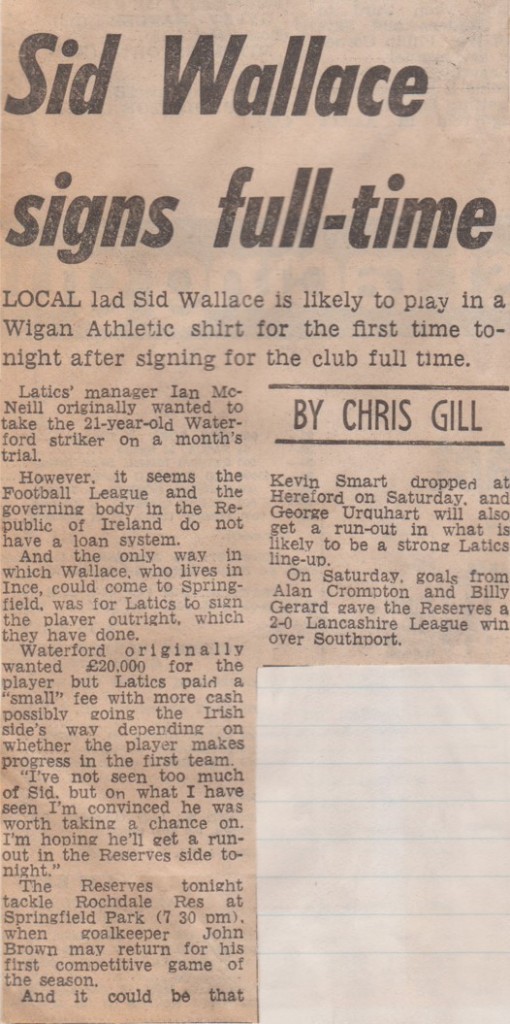 Sid Wallace
signs full-time
LOCAL lad Sid Wallace is likely to play in a
Wigan Athletic shirt for the first time to-
night after signing for the club full time.
Latics' manager Ian Mc-
Neill originally wanted to
take the 21-year-old Water-
ford striker on a month's
trial.
However, it seems the
Football League and the
governing body in the Re-
public of Ireland do not
have a loan system.
And the only way in
which Wallace, who lives in
Ince, could come to Spring-
field, was for Latics to sign
the player outright, which
they have done.
Waterford originally
wanted £20,000 for the
player but Latics paid a
"small" fee with more cash
possibly going the Irish
side's way depending on
whether the player makes
progress in the first team.
"I've not seen too much
of Sid, but on what I have
seen I'm convinced he was
worth taking a chance on.
I'm hoping he'll get a run-
out in the Reserves side to-
night."
The Reserves tonight
tackle Rochdale Res at
Springfield Park (7 30 pm),
when goalkeeper John
Brown may return for his
first competitive game of
the season.
And it could be that
BY CHRIS GILL
Kevin Smart dropped at
Hereford on Saturday, and
George Urquhart will also
get a run-out in what is
likely to be a strong Latics
line-up.
On Saturday, goals from
Alan Crompton and Billy
Gerard gave the Reserves a
2-0 Lancashire League win
over Southport.